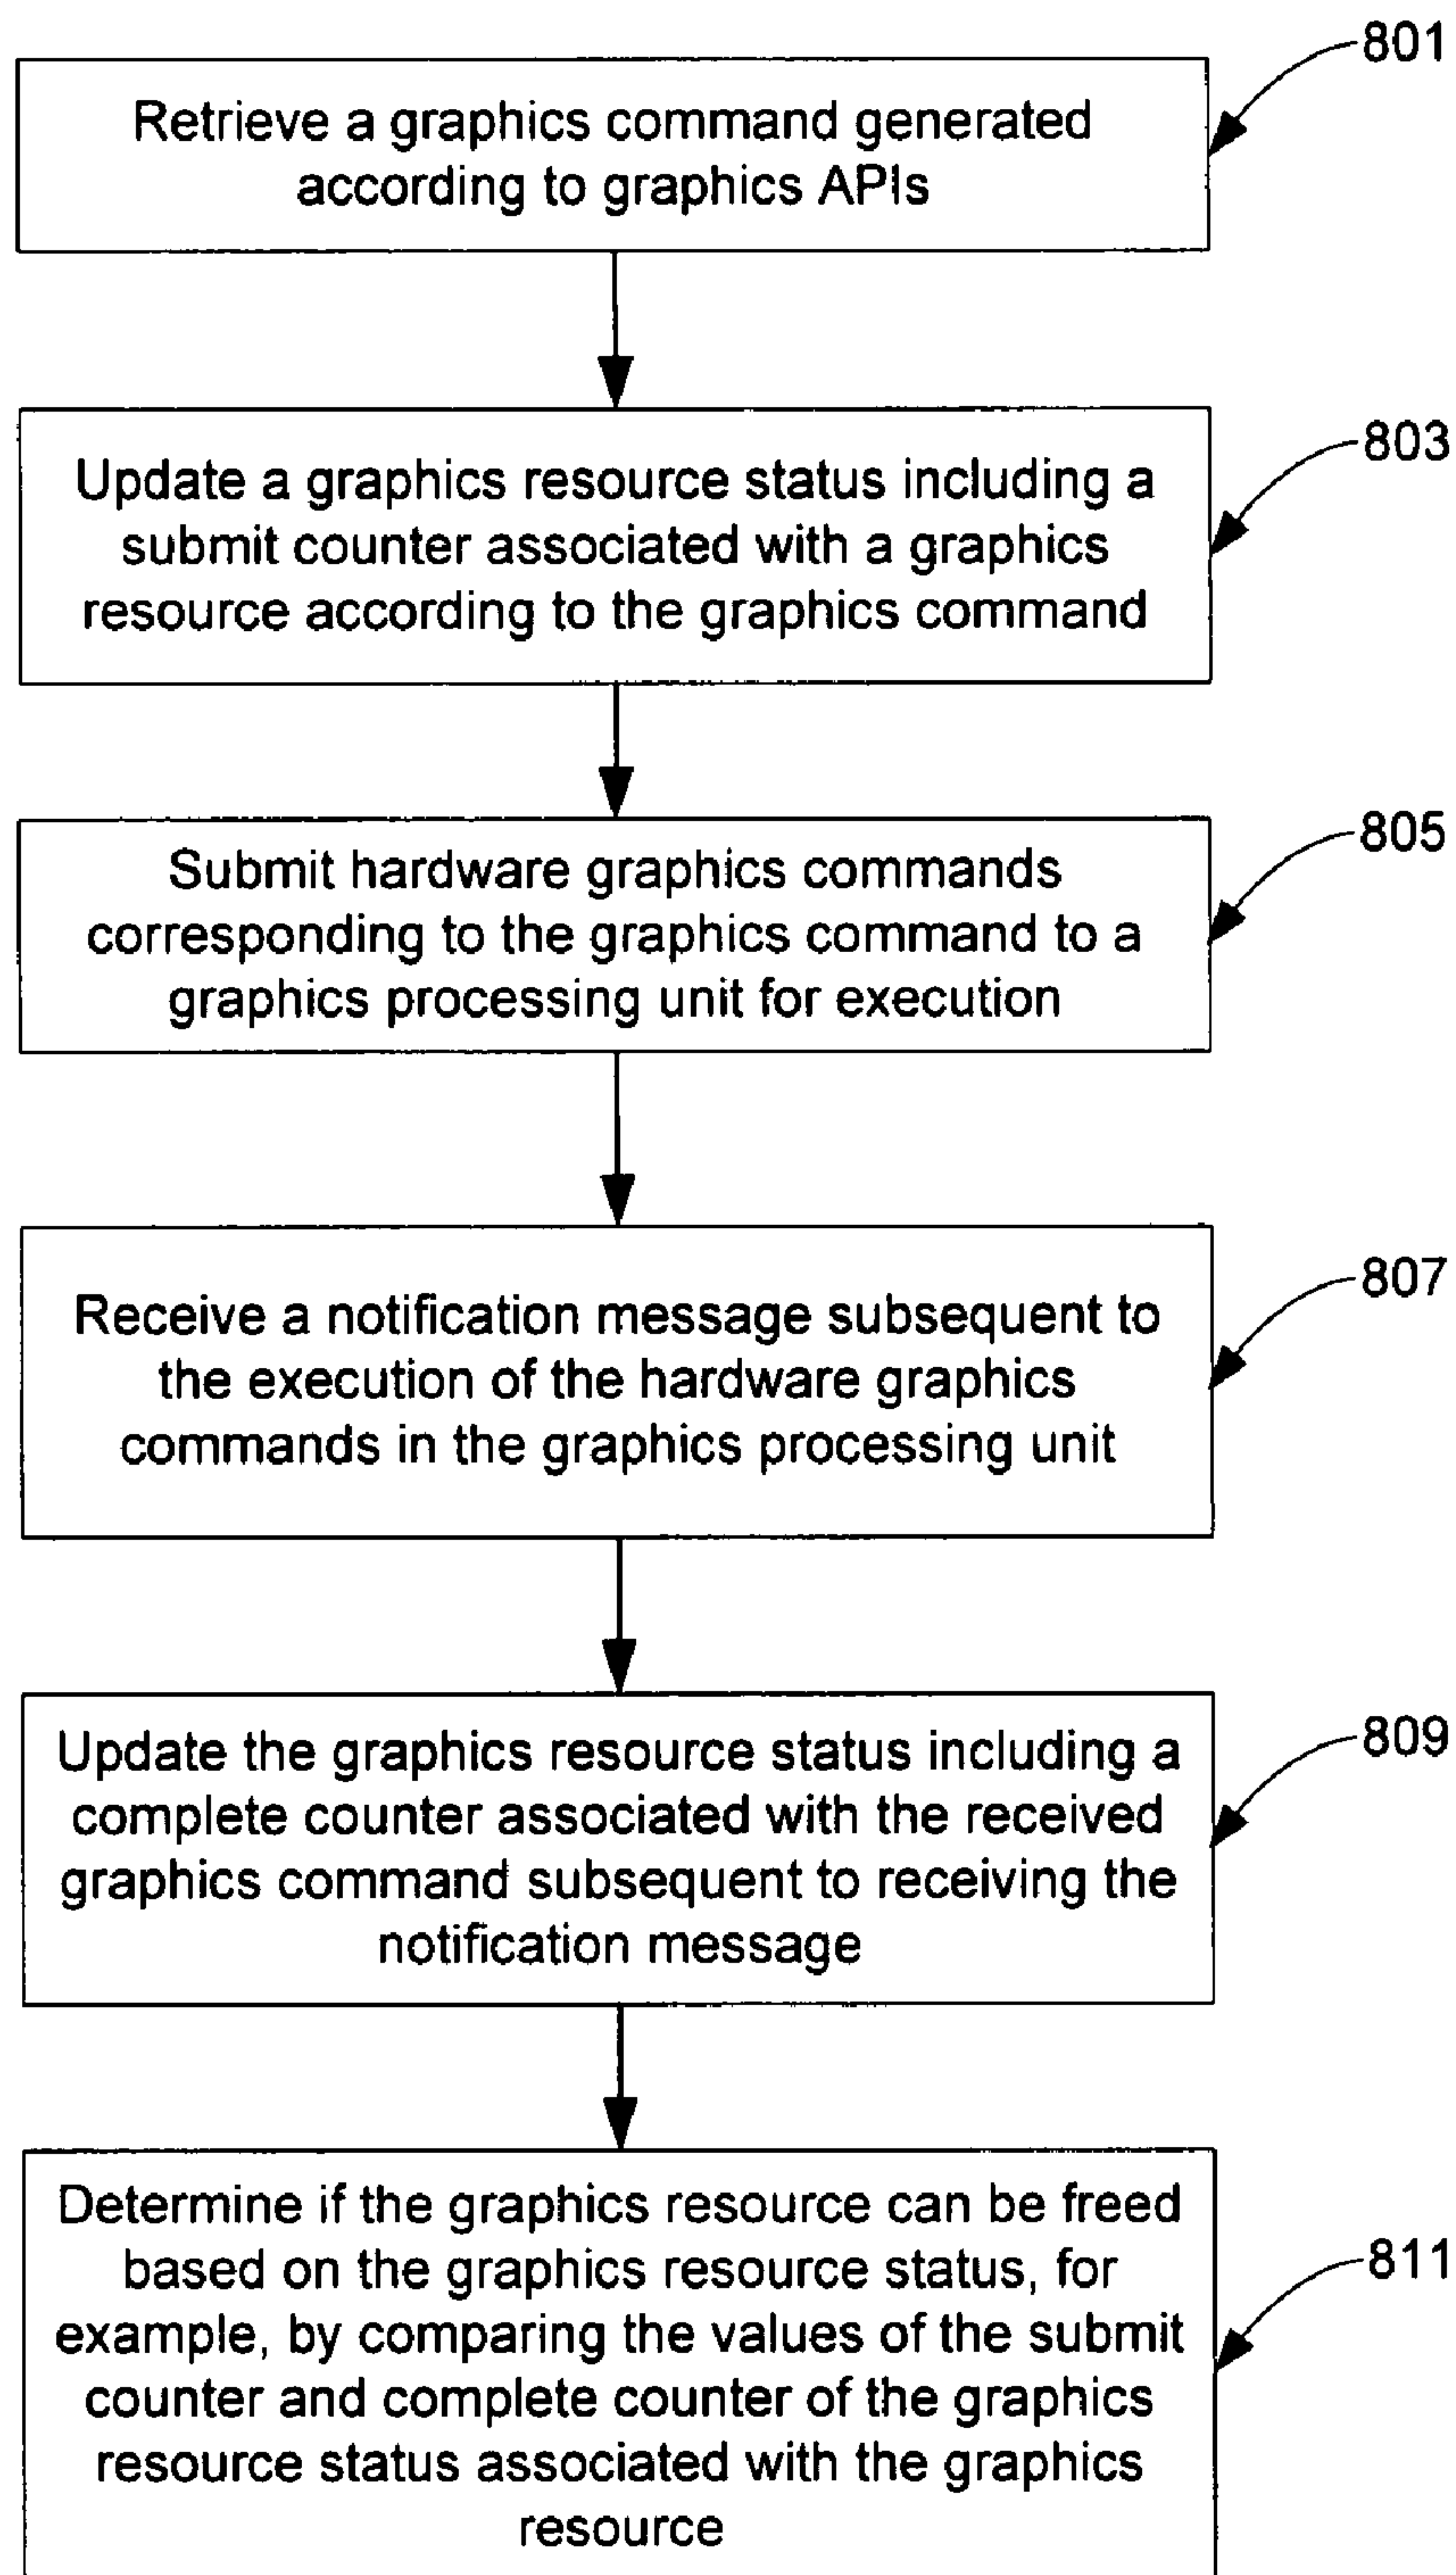 801
Retrieve a graphics command generated
according to graphics APIs
803
Update a graphics resource status including a
submit counter associated with a graphics
resource according to the graphics command
805
Submit hardware graphics commands
corresponding to the graphics command to a
graphics processing unit for execution
807
Receive a notification message subsequent to
the execution of the hardware graphics
commands in the graphics processing unit
809
Update the graphics resource status including a
complete counter associated with the received
graphics command subsequent to receiving the
notification message
811
Determine if the graphics resource can be freed
based on the graphics resource status, for
example, by comparing the values of the submit
counter and complete counter of the graphics
resource status associated with the graphics
resource